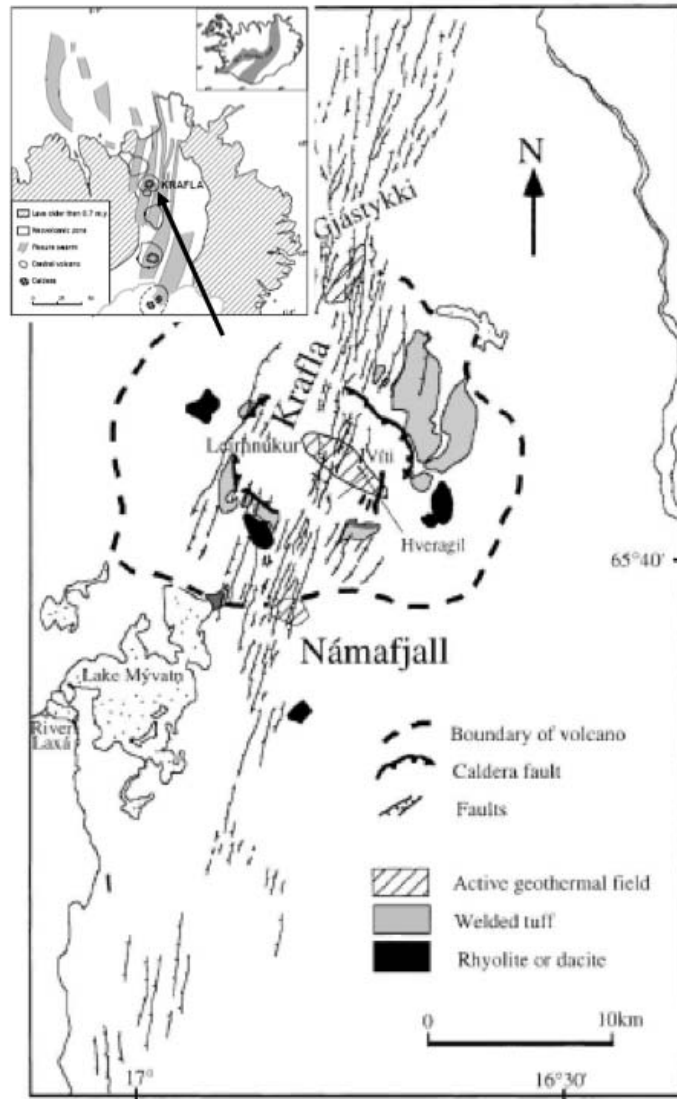 KRAFLA
Lava older than 0.7 m.y.
Neovolcanic zone
Fissure swarm
Central volcano
Caldera
N
Gjástykki
Krafla
Leirhnúkur
Víti
Hveragil
65°40'
Námafjall
Lake Mývatn
River
Laxá
Boundary of volcano
Caldera fault
Faults
Active geothermal field
Welded tuff
Rhyolite or dacite
0
10km
17°
16°30'